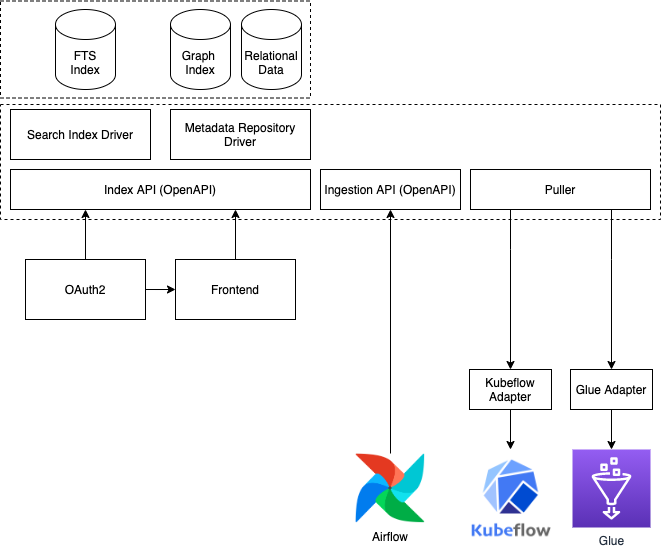 FTS
Index
Graph
Index
Relational
Data
Search Index Driver
Metadata Repository
Driver
Index API (OpenAPI)
Ingestion API (OpenAPI)
Puller
OAuth2
Frontend
Kubeflow
Adapter
Glue Adapter
Kubeflow
Airflow
Glue